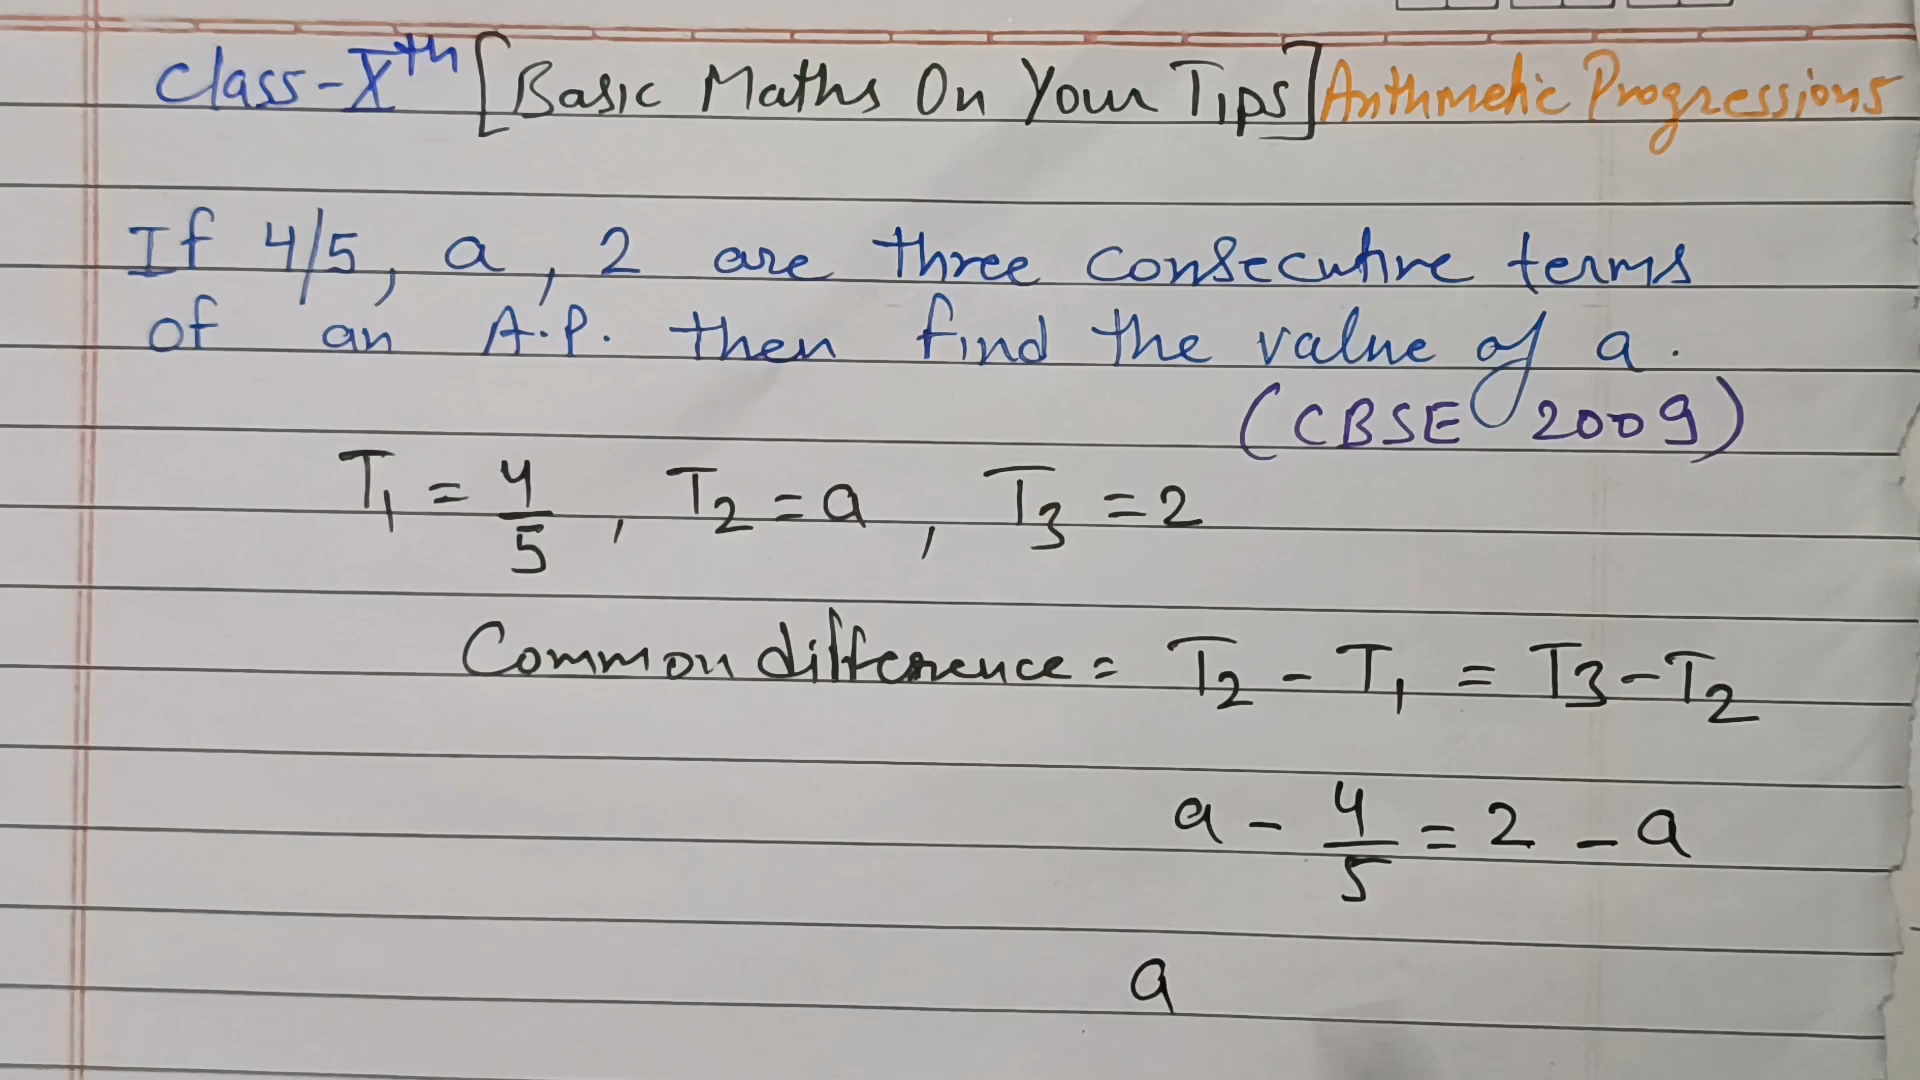 Class-Xth [Basic Maths On Your Tips] Arithmetic Progressions
If 4/5, a, 2 are three consecutive terms
of an A.P. then find the value of a.
(CBSE 2009)
T₁ = 4/5, T₂ = a, T₃ = 2
Common difference = T₂ - T₁ = T₃ - T₂
a - 4/5 = 2 - a
a